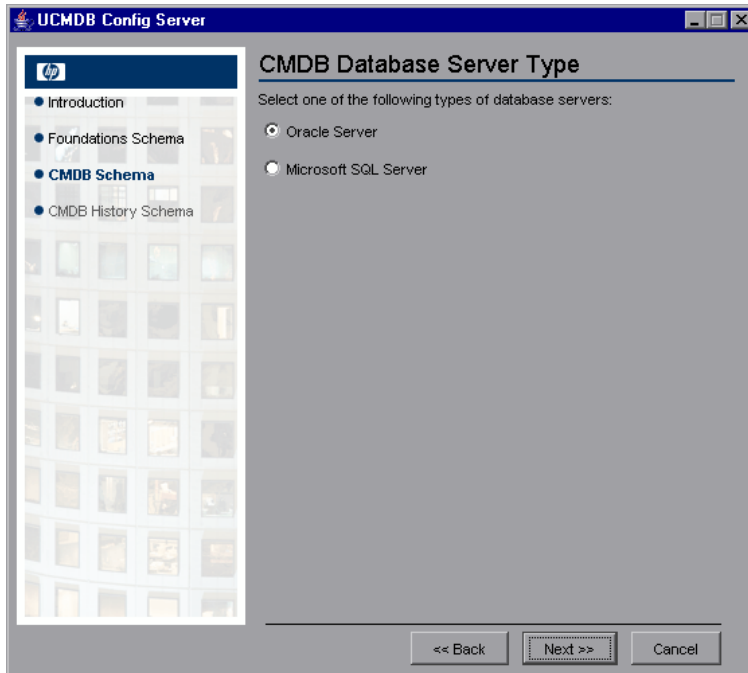 UCMDB Config Server
hp
CMDB Database Server Type
Introduction
Foundations Schema
CMDB Schema
CMDB History Schema
Select one of the following types of database servers:
Oracle Server
Microsoft SQL Server
<< Back
Next >>
Cancel